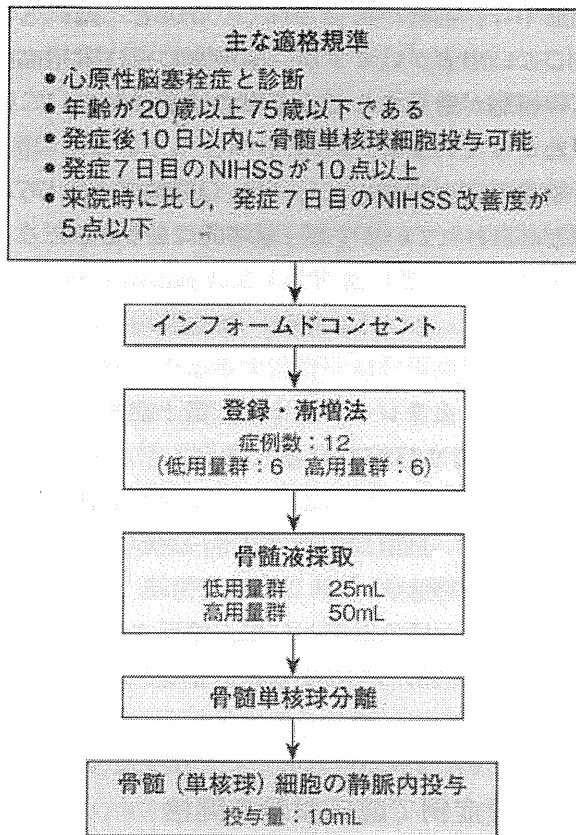 主な適格規準
● 心原性脳塞栓症と診断
● 年齢が20歳以上75歳以下である
● 発症後10日以内に骨髄単核球細胞投与可能
● 発症7日目のNIHSSが10点以上
● 来院時に比し，発症7日目のNIHSS改善度が
5点以下
インフォームドコンセント
登録・漸増法
症例数：12
(低用量群：6 高用量群：6)
骨髄液採取
低用量群 25mL
高用量群 50mL
骨髄単核球分離
骨髄 (単核球) 細胞の静脈内投与
投与量：10mL